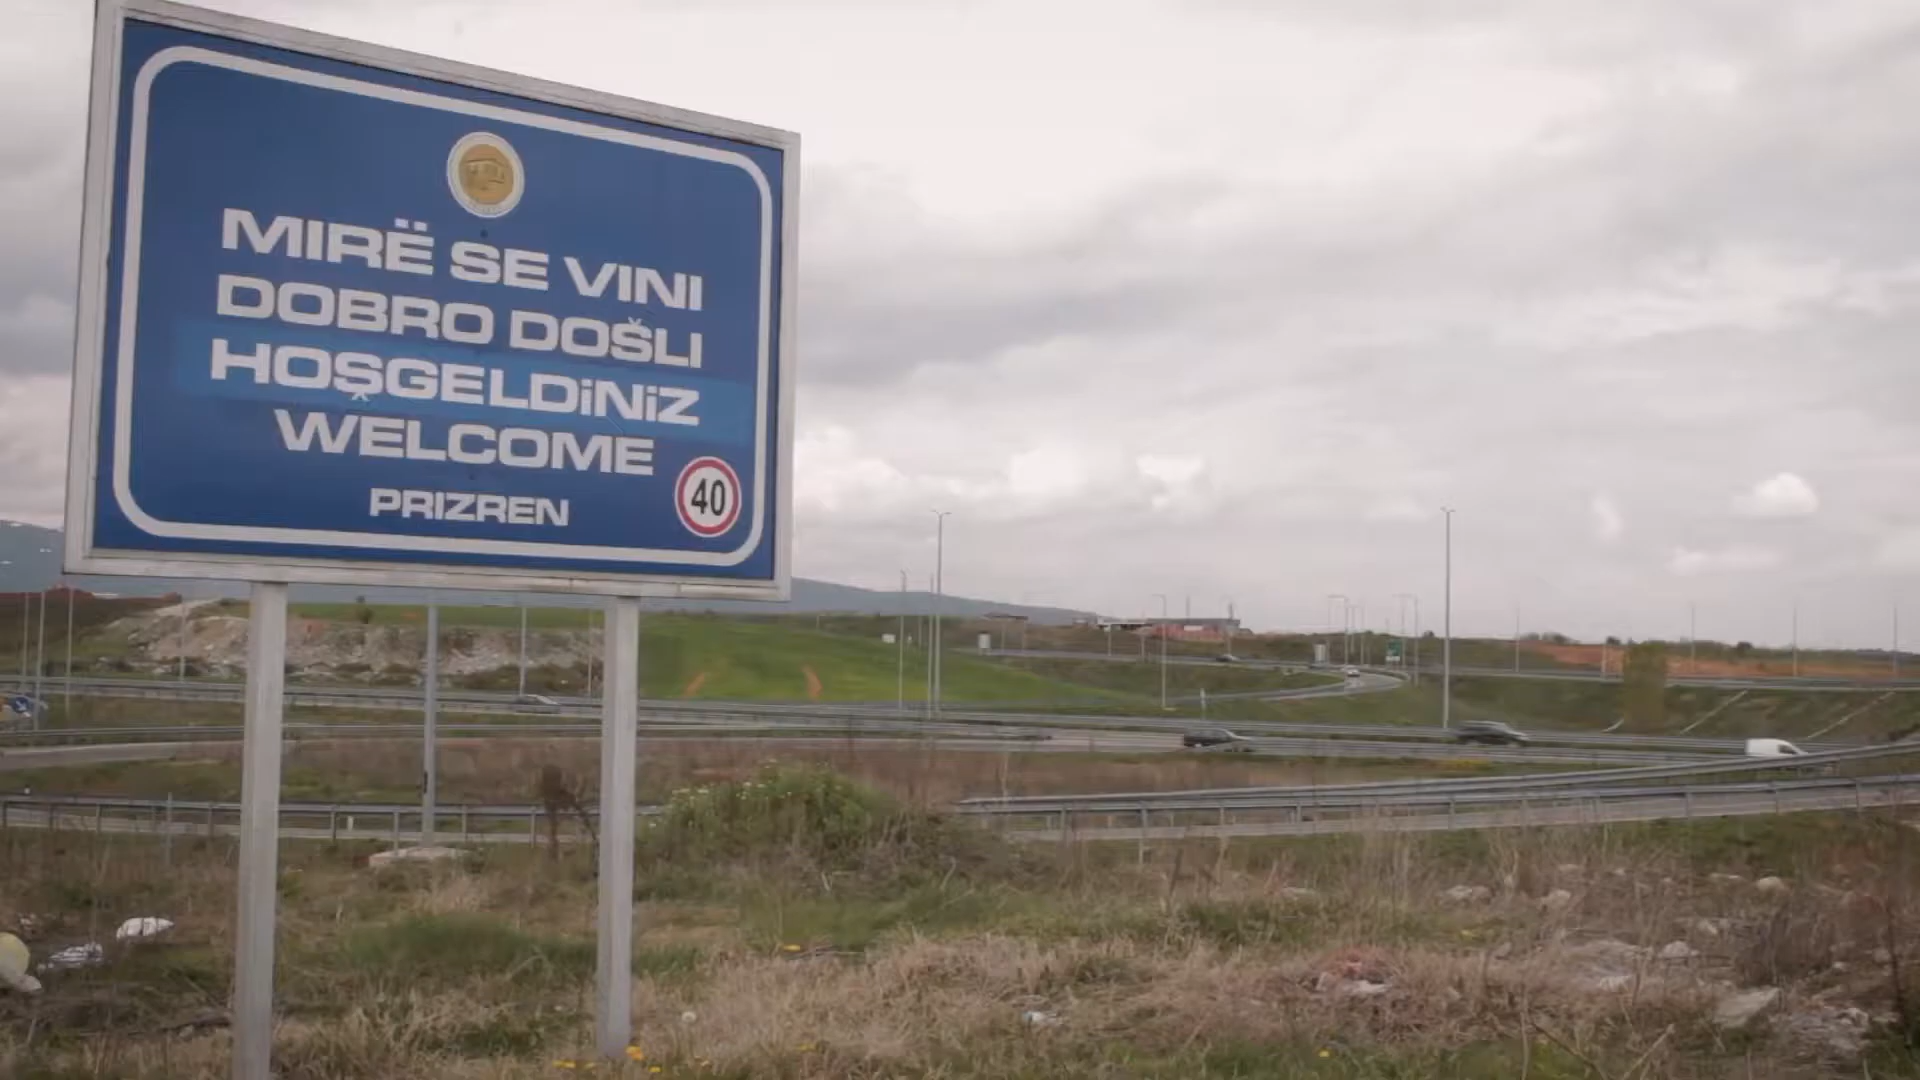 MIRË SE VINI
DOBRO DOŠLI
HOŞGELDiNiZ
WELCOME
PRIZREN
40